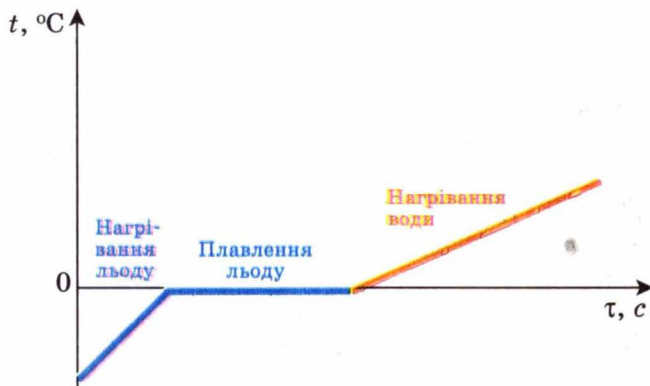 t, °C
Нагрі-
вання
льоду
Плавлення
льоду
Нагрівання
води
0
τ, с